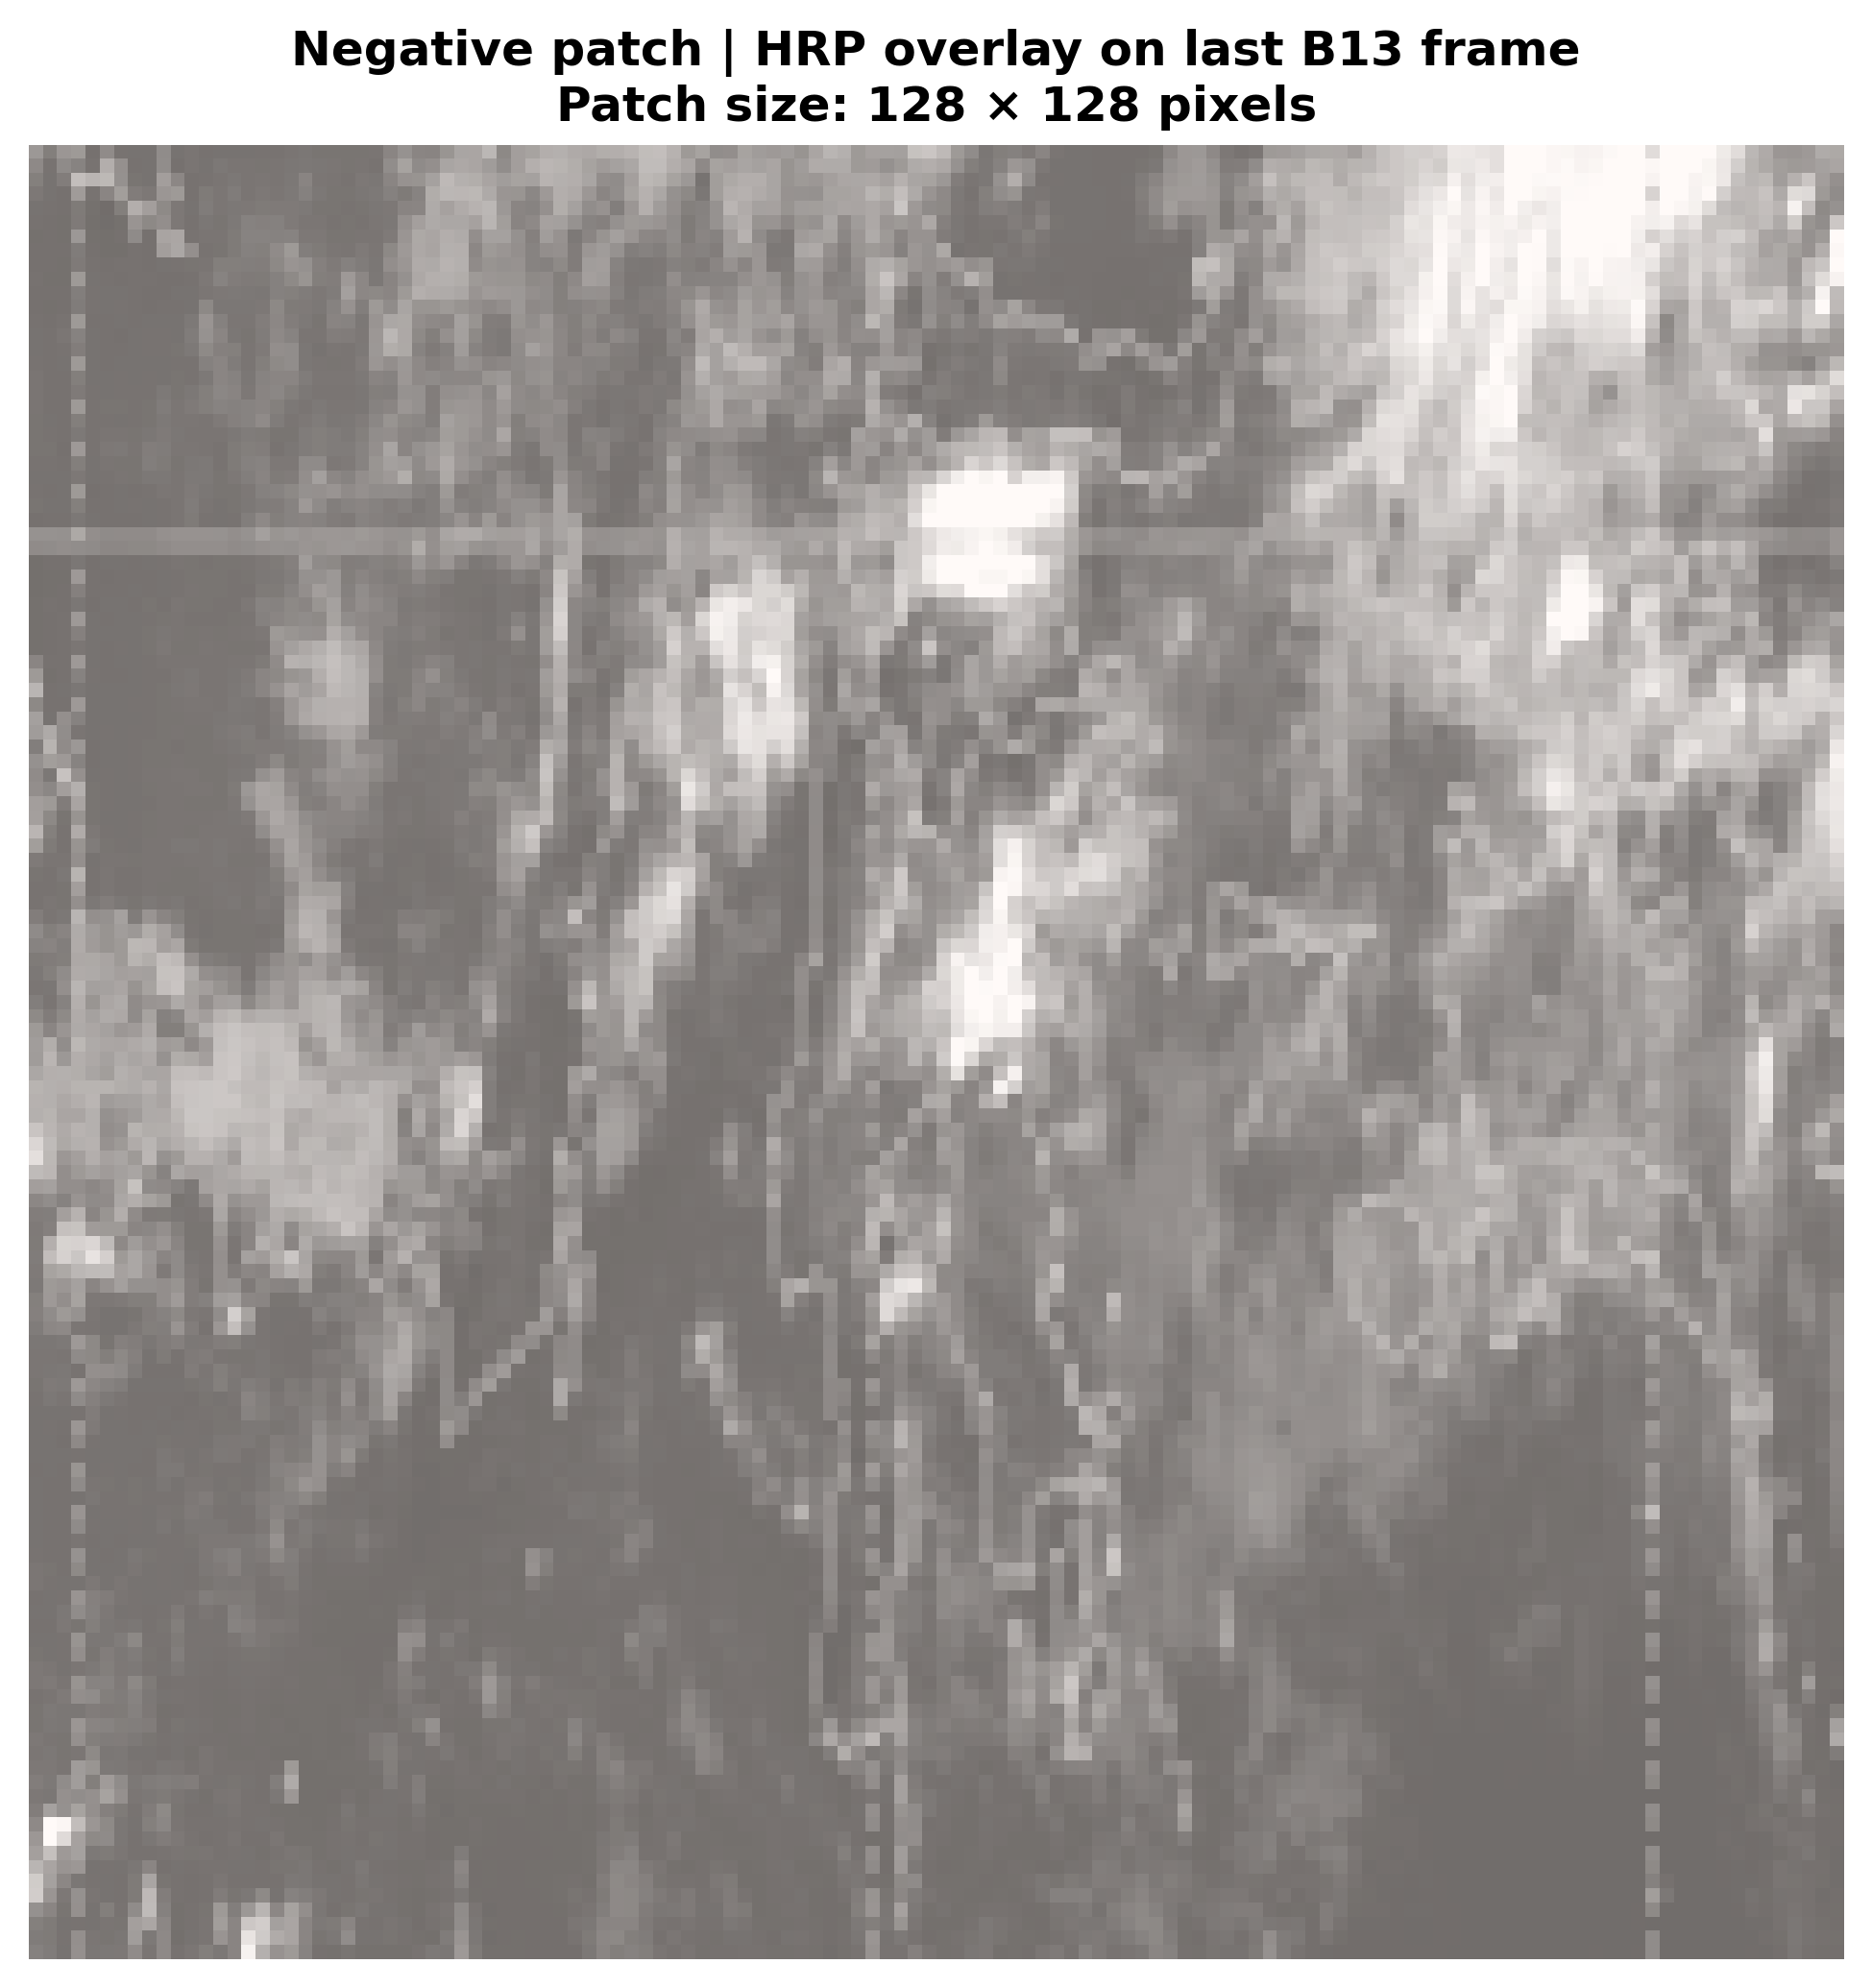 Negative patch | HRP overlay on last B13 frame
Patch size: 128 × 128 pixels